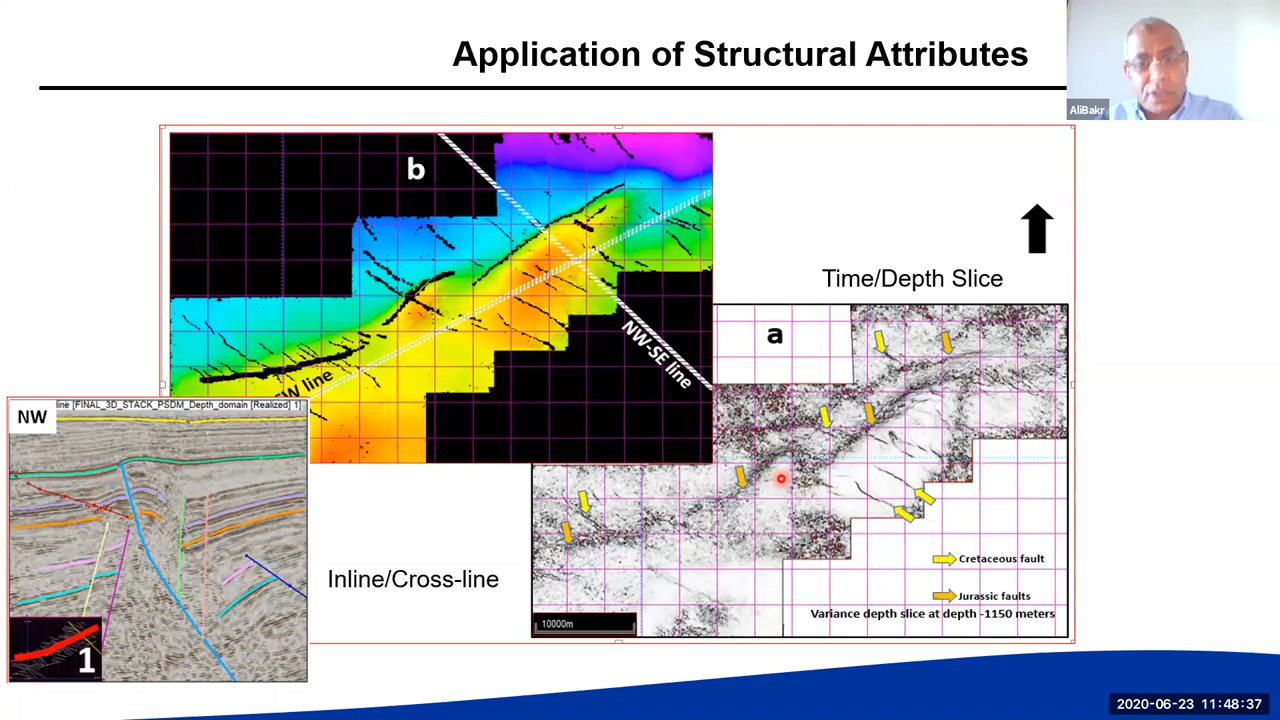 Application of Structural Attributes
AliBakr
b
NW-SE line
W line
Time/Depth Slice
a
NW
line [FINAL_3D_STACK_PSDM_Depth_domain [Realized] 1]
1
Inline/Cross-line
Cretaceous fault
Jurassic faults
Variance depth slice at depth -1150 meters
10000m
2020-06-23 11:48:37